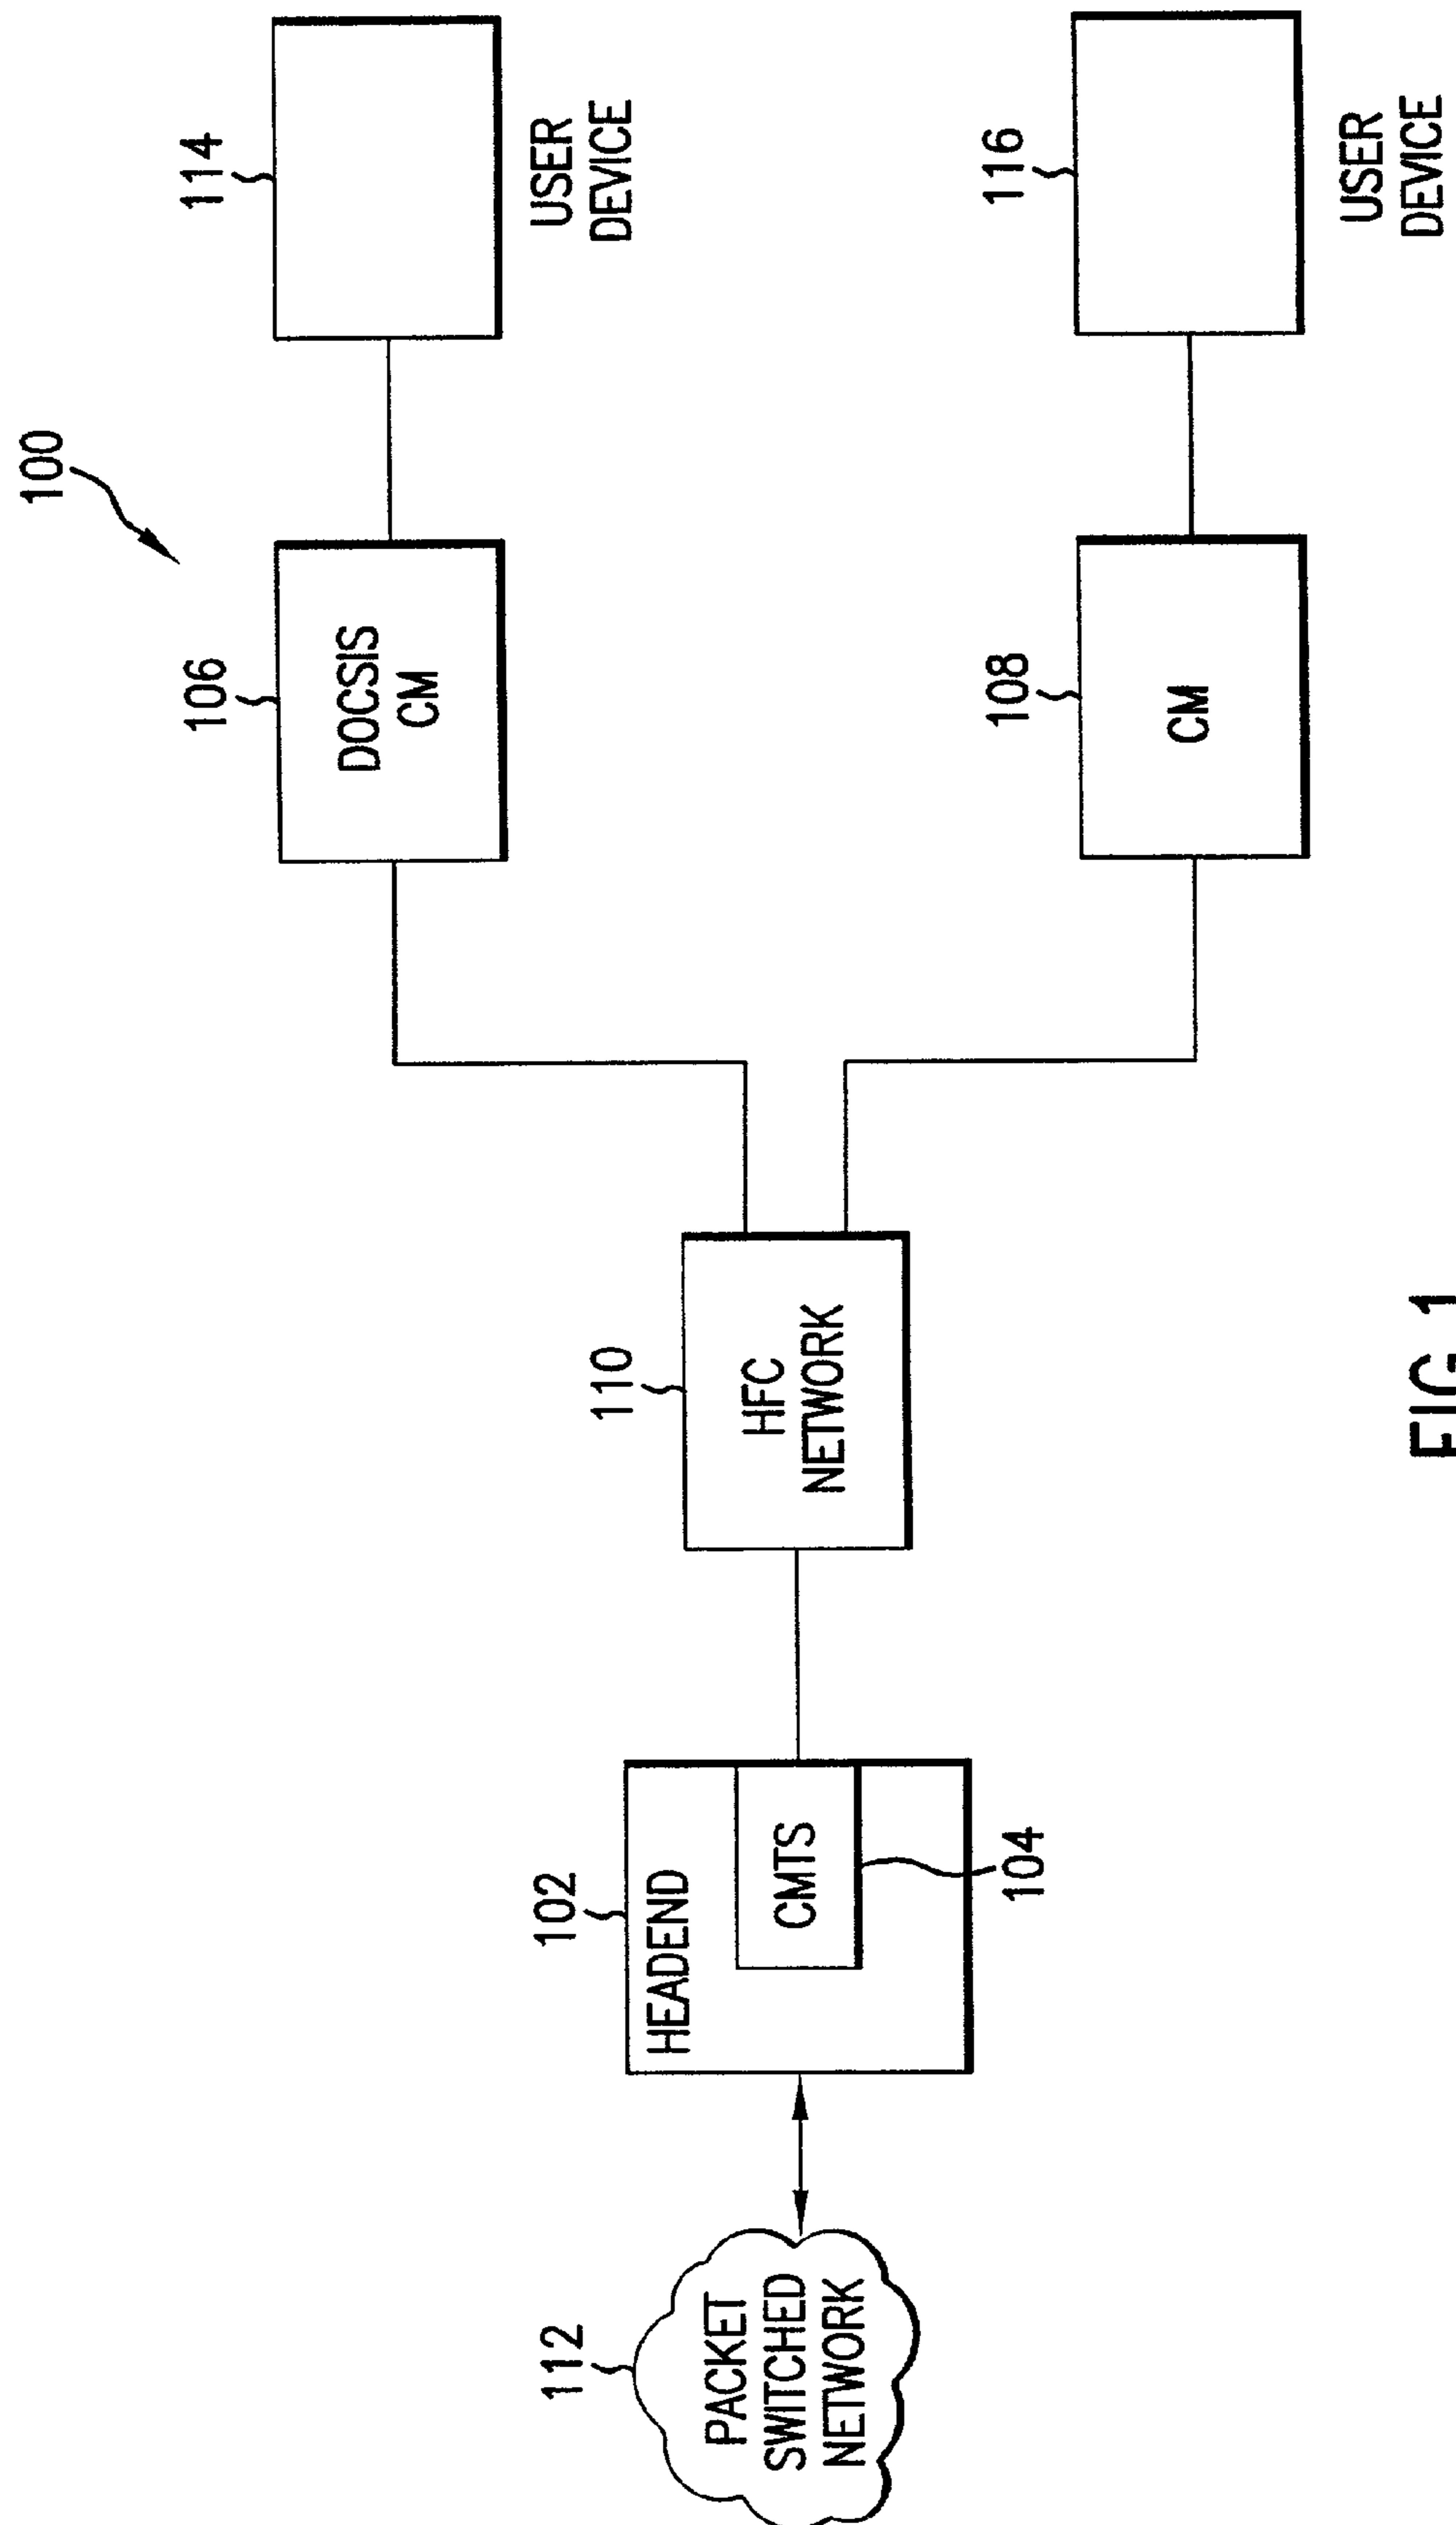 100
114
USER
DEVICE
106
DOCSIS
CM
116
USER
DEVICE
108
CM
110
HFC
NETWORK
102
HEADEND
CMTS
104
112
PACKET
SWITCHED
NETWORK
FIG.1